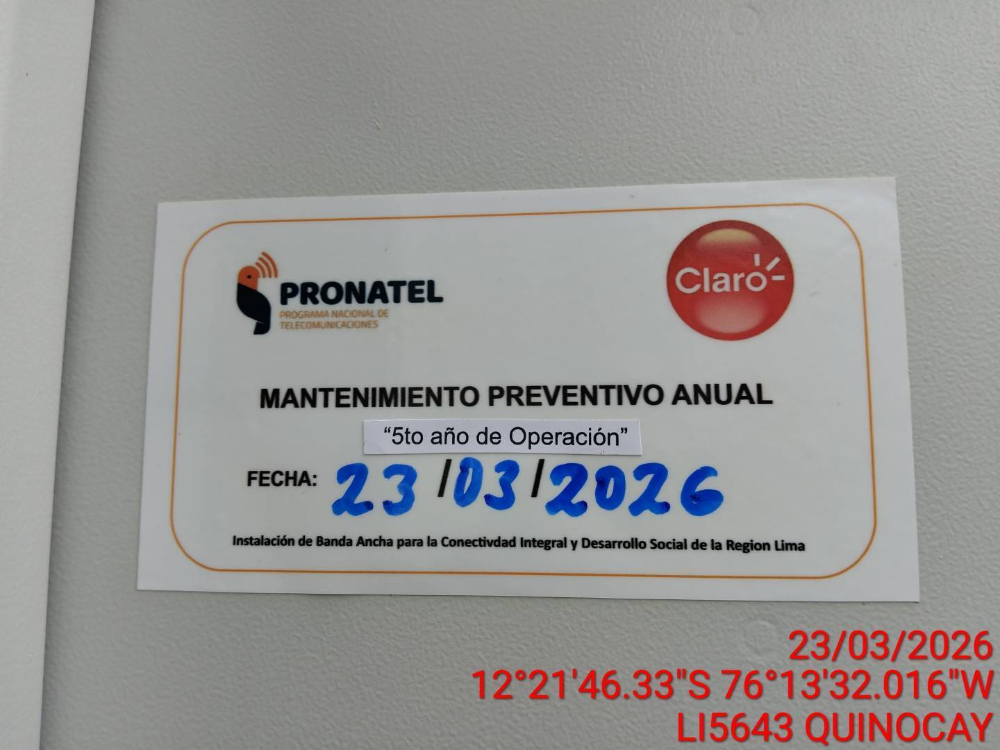 PRONATEL
PROGRAMA NACIONAL DE
TELECOMUNICACIONES
Claro
MANTENIMIENTO PREVENTIVO ANUAL
“5to año de Operación”
FECHA: 23/03/2026
Instalación de Banda Ancha para la Conectivdad Integral y Desarrollo Social de la Region Lima
23/03/2026
12°21'46.33"S 76°13'32.016"W
LI5643 QUINOCAY